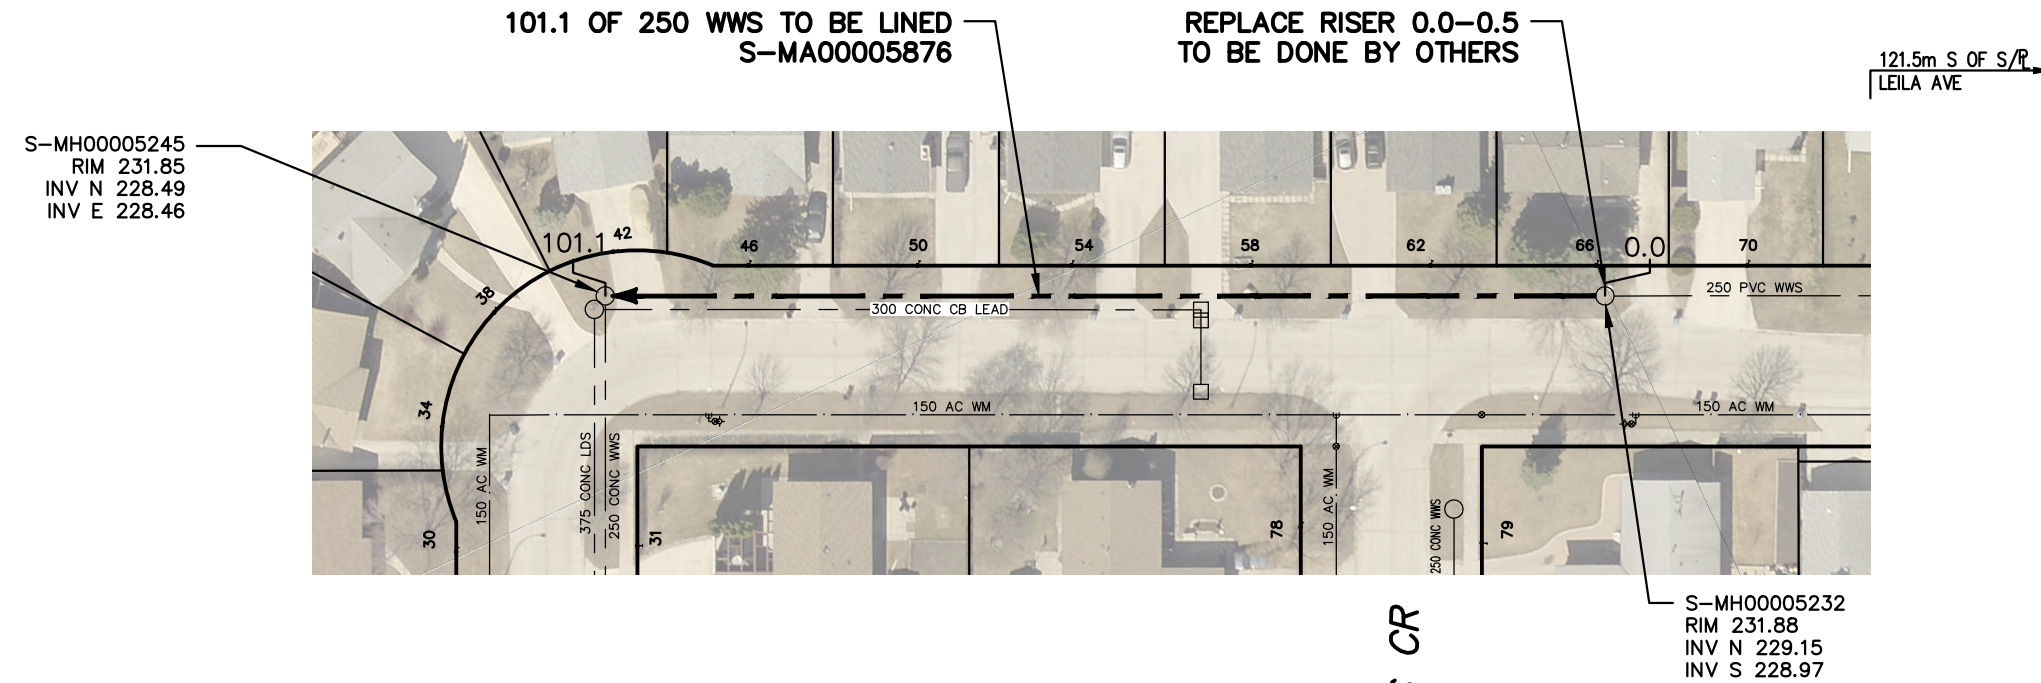 101.1 OF 250 WWS TO BE LINED
S-MA00005876
REPLACE RISER 0.0-0.5
TO BE DONE BY OTHERS
121.5m S OF S/PL
LEILA AVE
S-MH00005245
RIM 231.85
INV N 228.49
INV E 228.46
101.1
42
46
50
54
58
62
66
0.0
70
38
250 PVC WWS
300 CONC CB LEAD
34
150 AC WM
150 AC WM
150 AC WM
375 CONC LDS
250 CONC WWS
150 AC WM
250 CONC WWS
30
31
78
79
CR
S-MH00005232
RIM 231.88
INV N 229.15
INV S 228.97